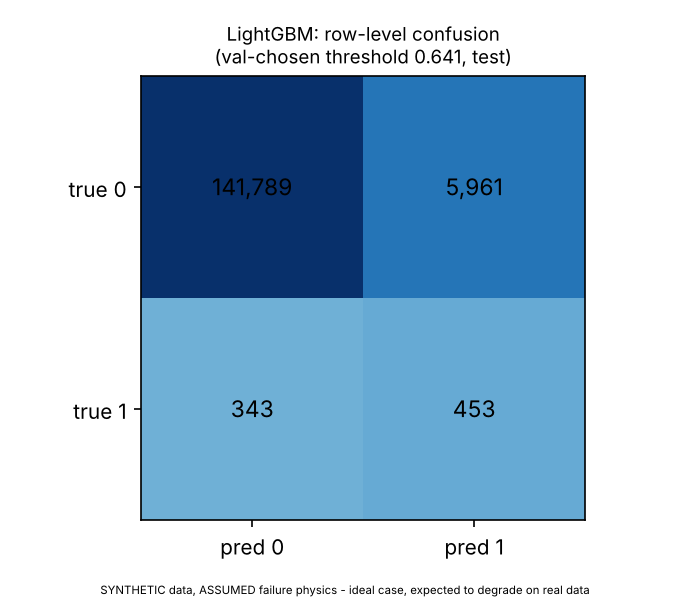 LightGBM: row-level confusion
(val-chosen threshold 0.641, test)
true 0
141,789
5,961
true 1
343
453
pred 0
pred 1
SYNTHETIC data, ASSUMED failure physics - ideal case, expected to degrade on real data